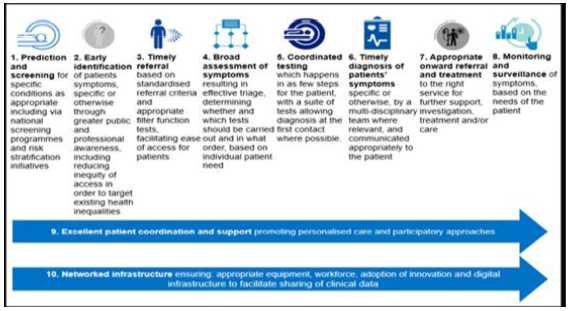 1. Prediction
and
screening for
specific
conditions as
appropriate
including via
national
screening
programmes
and risk
stratification
initiatives
2. Early
identification
of patients
symptoms,
specific or
otherwise
through
greater public
and
professional
awareness,
including
reducing
inequity of
access in
order to target
existing health
inequalities
3. Timely
referral
based on
standardised
referral criteria
and
appropriate
filter function
tests,
facilitating ease
of access for
patients
4. Broad
assessment of
symptoms
resulting in
effective triage,
determining
whether and
which tests
should be carried
out and in what
order, based on
individual patient
need
5. Coordinated
testing
which happens
in as few steps
for the patient,
with a suite of
tests allowing
diagnosis at the
first contact
where possible.
6. Timely
diagnosis of
patients'
symptoms
specific or
otherwise, by a
multi-disciplinary
team where
relevant, and
communicated
appropriately to
the patient
7. Appropriate
onward referral
and treatment
to the right
service for
further support,
investigation,
treatment and/or
care
8. Monitoring
and
surveillance of
symptoms,
based on the
needs of the
patient
9. Excellent patient coordination and support promoting personalised care and participatory approaches
10. Networked infrastructure ensuring: appropriate equipment, workforce, adoption of innovation and digital
infrastructure to facilitate sharing of clinical data